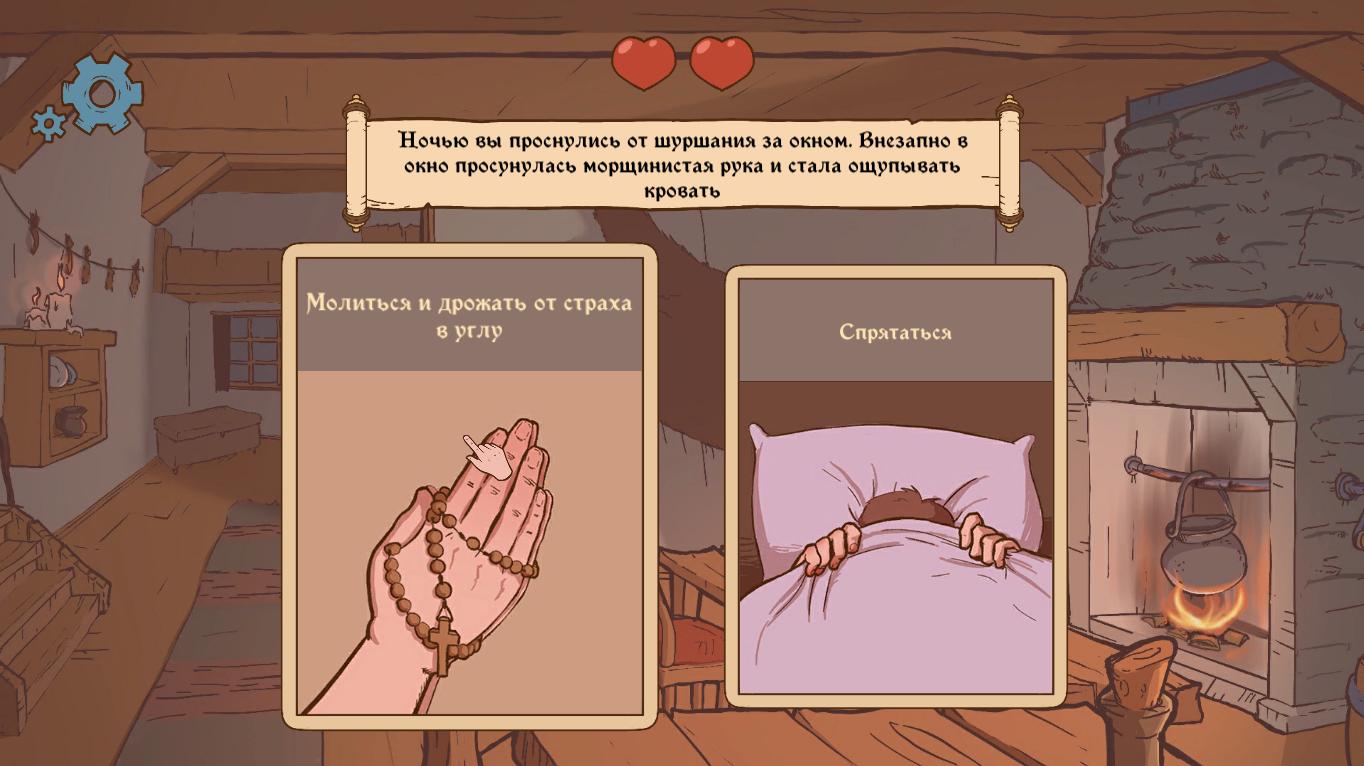 Ночью вы проснулись от шуршания за окном. Внезапно в
окно просунулась морщинистая рука и стала ощупывать
кровать
Молиться и дрожать от страха
в углу
Спрятаться